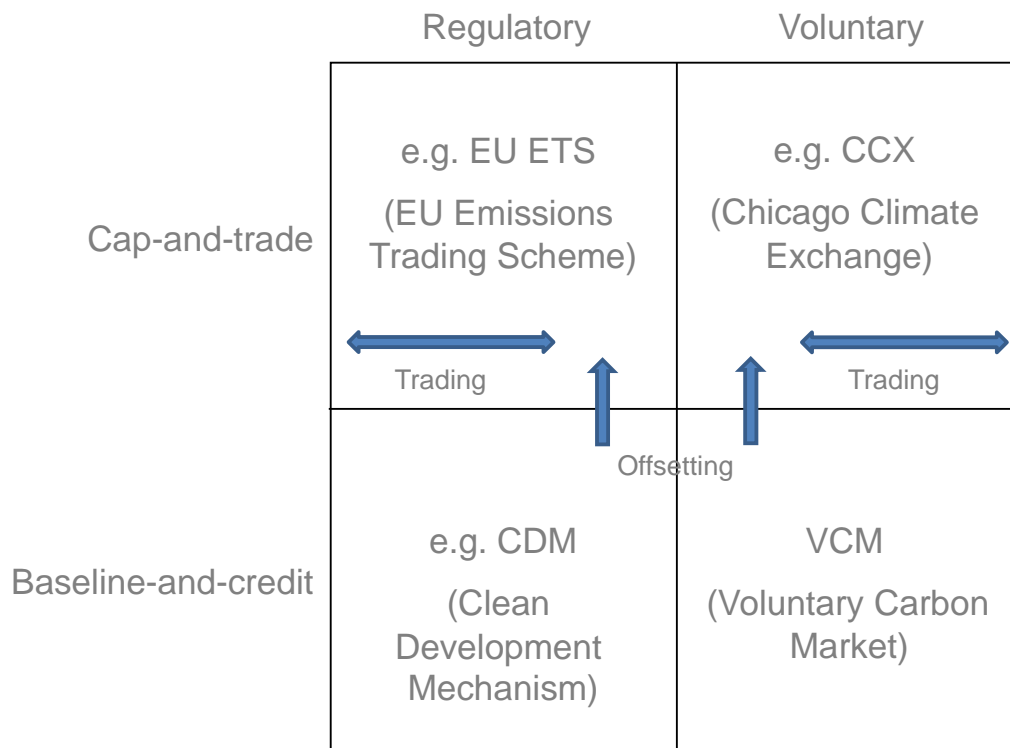 Regulatory
Voluntary
Cap-and-trade
e.g. EU ETS
(EU Emissions
Trading Scheme)
Trading
e.g. CCX
(Chicago Climate
Exchange)
Trading
Offsetting
Baseline-and-credit
e.g. CDM
(Clean
Development
Mechanism)
VCM
(Voluntary Carbon
Market)